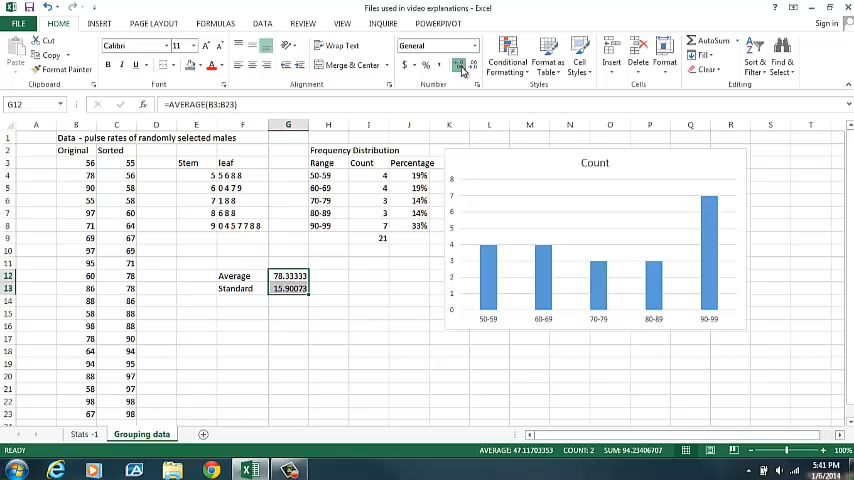 Files used in video explanations - Excel
Sign in
FILE HOME INSERT PAGE LAYOUT FORMULAS DATA REVIEW VIEW INQUIRE POWERPIVOT
Cut
Copy
Format Painter
Paste
Clipboard
Calibri 11
B I U
Font
Wrap Text
Merge & Center
Alignment
General
$ % ,
Number
Conditional Formatting
Format as Table
Cell Styles
Styles
Insert Delete Format
Cells
AutoSum
Fill
Clear
Sort & Filter
Find & Select
Editing
G12 fx =AVERAGE(B3:B23)
A B C D E F G H I J K L M N O P Q R S T U
1 Data - pulse rates of randomly selected males Frequency Distribution
2 Original Sorted Range Count Percentage
3 56 55 Stem leaf
4 78 56 5 5 6 8 8 50-59 4 19%
5 90 58 6 0 4 7 9 60-69 4 19%
6 55 58 7 1 8 8 70-79 3 14%
7 97 60 8 6 8 8 80-89 3 14%
8 71 64 9 0 4 5 7 7 8 8 90-99 7 33%
9 69 67 21
10 97 69
11 95 71
12 60 78 Average 78.33333
13 86 78 Standard 15.90073
14 88 86
15 58 88
16 98 88
17 78 90
18 64 94
19 94 95
20 88 97
21 58 97
22 98 98
23 67 98
Count
8
7
6
5
4
3
2
1
0
50-59 60-69 70-79 80-89 90-99
Stats -1 Grouping data
READY AVERAGE: 47.11703353 COUNT: 2 SUM: 94.23406707 100%
5:41 PM
1/6/2014